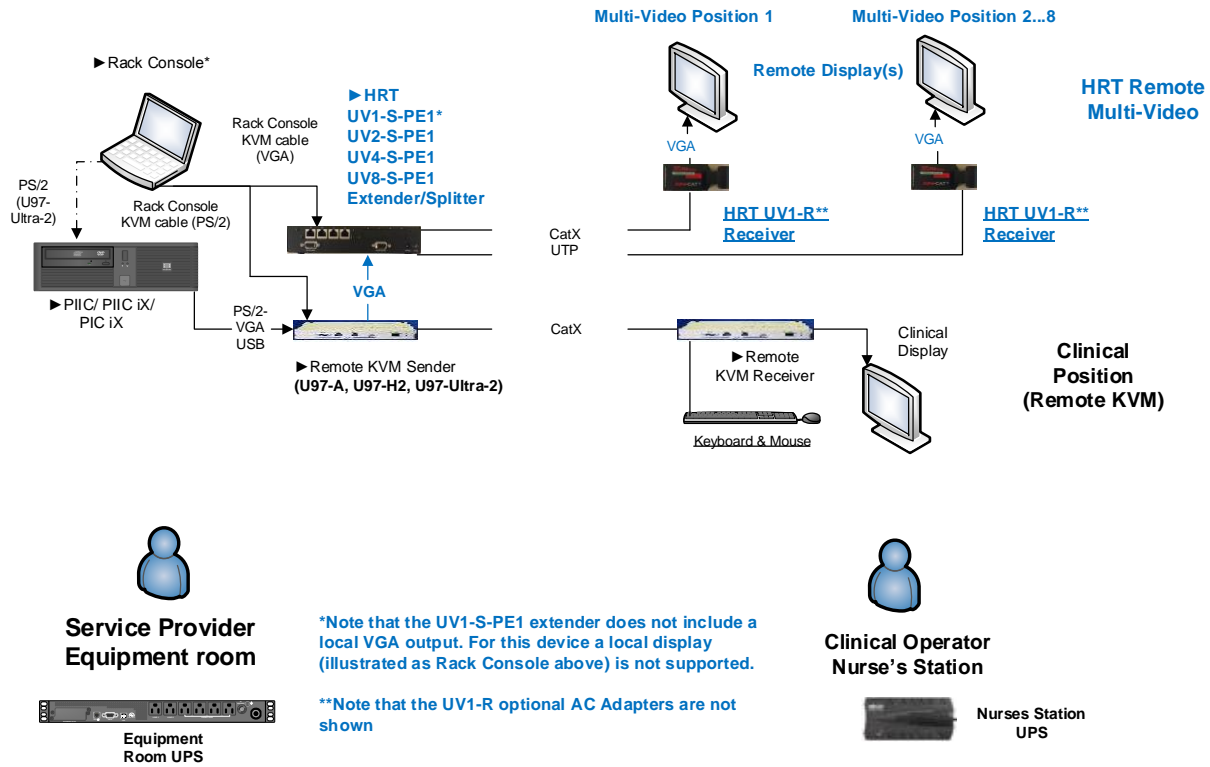 Multi-Video Position 1
Multi-Video Position 2...8
►Rack Console*
Remote Display(s)
HRT Remote
Multi-Video
►HRT
UV1-S-PE1*
UV2-S-PE1
UV4-S-PE1
UV8-S-PE1
Extender/Splitter
Rack Console
KVM cable
(VGA)
VGA
VGA
PS/2
(U97-
Ultra-2)
Rack Console
KVM cable (PS/2)
HRT UV1-R**
Receiver
HRT UV1-R**
Receiver
CatX
UTP
►PIIC/ PIIC iX/
PIC iX
VGA
PS/2-
VGA
USB
CatX
►Remote KVM Sender
(U97-A, U97-H2, U97-Ultra-2)
►Remote
KVM Receiver
Clinical
Display
Clinical
Position
(Remote KVM)
Keyboard & Mouse
Service Provider
Equipment room
*Note that the UV1-S-PE1 extender does not include a
local VGA output. For this device a local display
(illustrated as Rack Console above) is not supported.
**Note that the UV1-R optional AC Adapters are not
shown
Clinical Operator
Nurse's Station
Equipment
Room UPS
Nurses Station
UPS